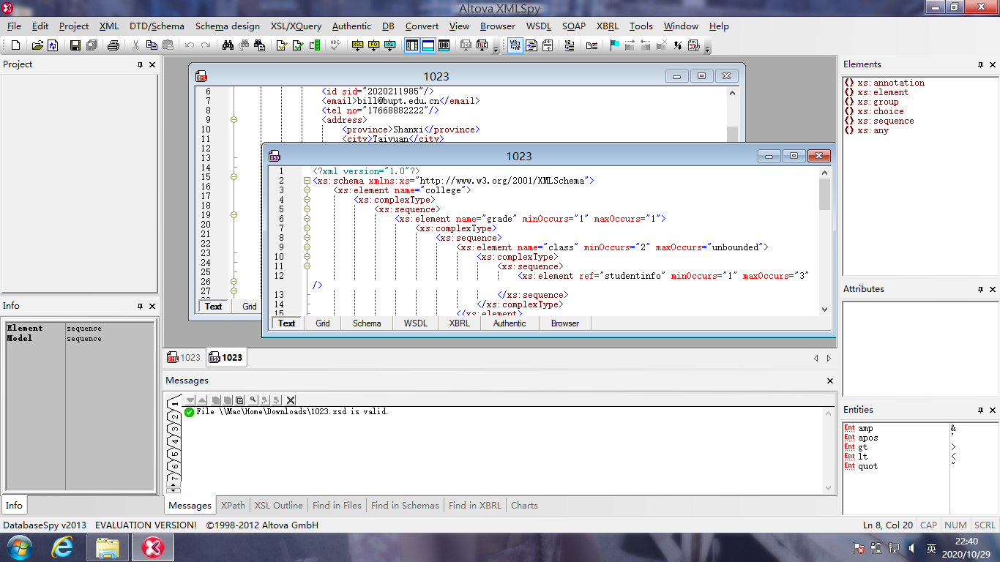 Altova XMLSpy
File Edit Project XML DTD/Schema Schema design XSL/XQuery Authentic DB Convert View Browser WSDL SOAP XBRL Tools Window Help
Project
1023
6 <id sid="2020211985"/>
7 <email>bill@bupt.edu.cn</email>
8 <tel no="17668882222"/>
9 <address>
10 <province>Shanxi</province>
11 <city>Taiyuan</city>
12
13
14
15
16
17
18
19
20
21
22
23
24
25
26
27
Text Grid
1023
1 <?xml version="1.0"?>
2 <xs:schema xmlns:xs="http://www.w3.org/2001/XMLSchema">
3 <xs:element name="college">
4 <xs:complexType>
5 <xs:sequence>
6 <xs:element name="grade" minOccurs="1" maxOccurs="1">
7 <xs:complexType>
8 <xs:sequence>
9 <xs:element name="class" minOccurs="2" maxOccurs="unbounded">
10 <xs:complexType>
11 <xs:sequence>
12 <xs:element ref="studentinfo" minOccurs="1" maxOccurs="3"
/>
13 </xs:sequence>
14 </xs:complexType>
15 </xs:element>
Text Grid Schema WSDL XBRL Authentic Browser
1023 1023
Info
Element sequence
Model sequence
Info
Messages
1
2
3
4
5
6
7
File \\Mac\Home\Downloads\1023.xsd is valid.
Messages XPath XSL Outline Find in Files Find in Schemas Find in XBRL Charts
Elements
{} xs:annotation
{} xs:element
{} xs:group
{} xs:choice
{} xs:sequence
{} xs:any
Attributes
Entities
Ent amp &
Ent apos '
Ent gt >
Ent lt <
Ent quot "
DatabaseSpy v2013 EVALUATION VERSION! ©1998-2012 Altova GmbH
Ln 8, Col 20 CAP NUM SCRL
英
22:40
2020/10/29